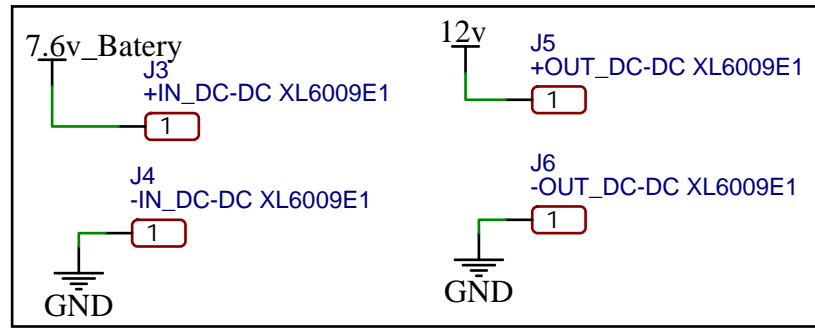 7.6v_Batery
J3
+IN_DC-DC XL6009E1
1
J4
-IN_DC-DC XL6009E1
1
GND
12v
J5
+OUT_DC-DC XL6009E1
1
J6
-OUT_DC-DC XL6009E1
1
GND